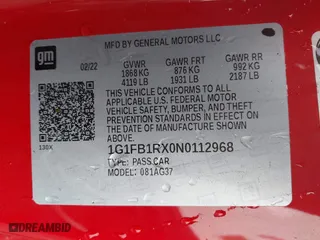 gm
MFD BY GENERAL MOTORS LLC
02/22
GVWR GAWR FRT GAWR RR
1868 KG 876 KG 992 KG
4119 LB 1931 LB 2187 LB
THIS VEHICLE CONFORMS TO ALL
APPLICABLE U.S. FEDERAL MOTOR VEHICLE
SAFETY, BUMPER, AND THEFT
PREVENTION STANDARDS IN EFFECT ON
THE DATE OF MANUFACTURE SHOWN
ABOVE.
130X
1G1FB1RX0N0112968
TYPE: PASS CAR
MODEL: 081AG37
DREAMBID